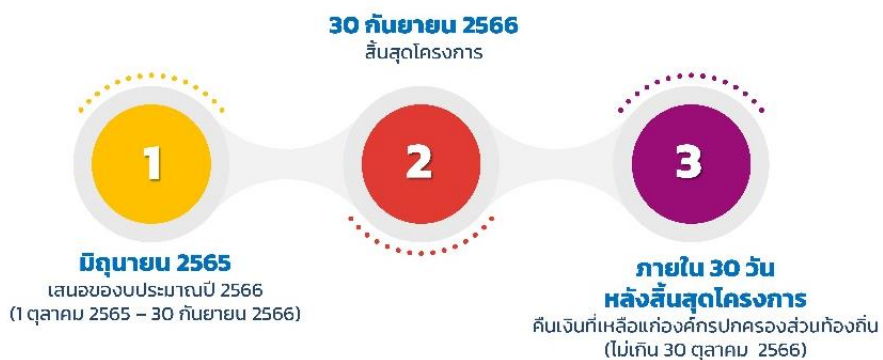 30 กันยายน 2566
สิ้นสุดโครงการ
1
2
3
มิถุนายน 2565
เสนอของบประมาณปี 2566
(1 ตุลาคม 2565 – 30 กันยายน 2566)
ภายใน 30 วัน
หลังสิ้นสุดโครงการ
คืนเงินที่เหลือแก่องค์กรปกครองส่วนท้องถิ่น
(ไม่เกิน 30 ตุลาคม 2566)